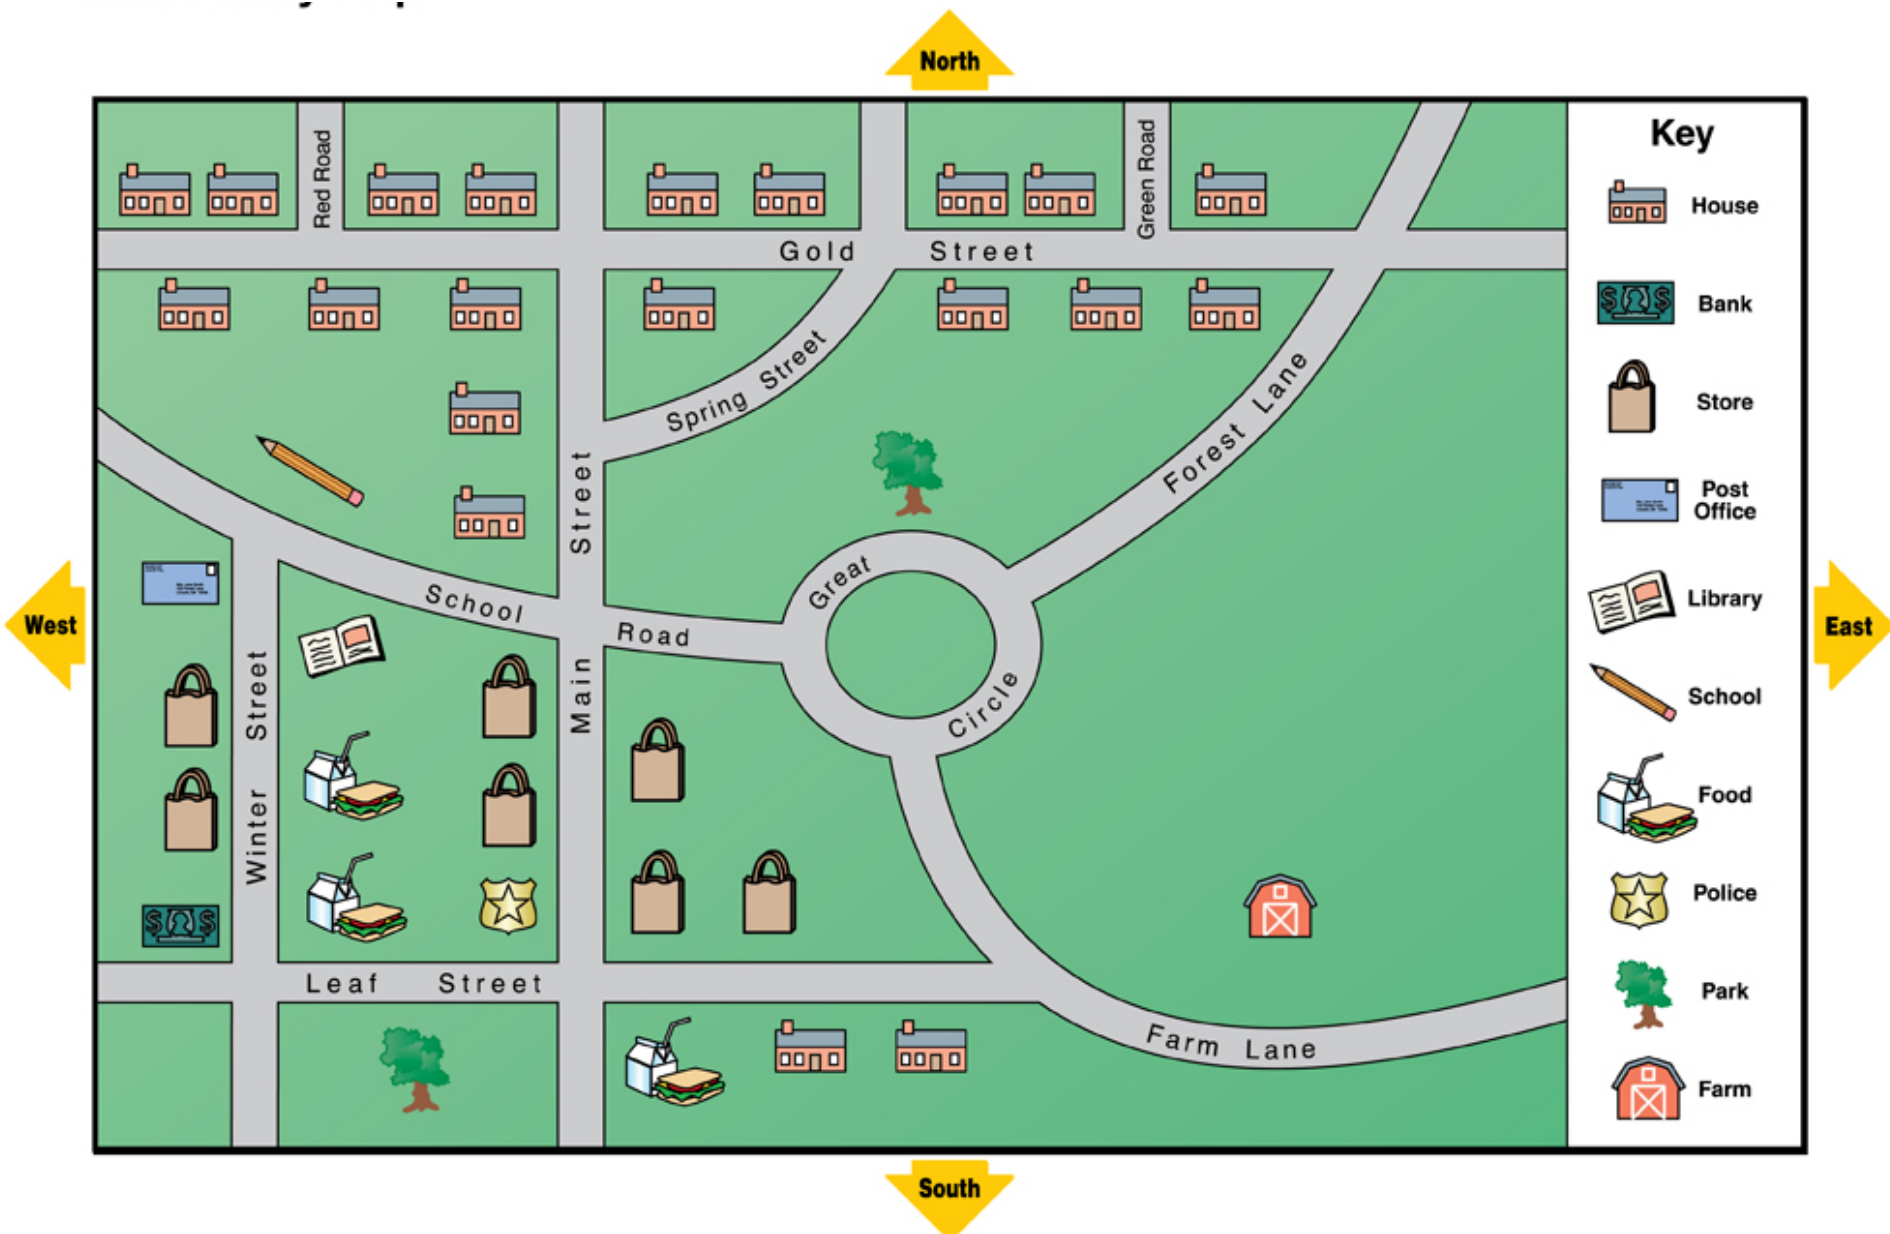 North
Key
Red Road
Green Road
House
Gold Street
Bank
Spring Street
Forest Lane
Store
Post
Office
Great Circle
School Road
Main Street
West
East
Library
Winter Street
School
Food
Police
Leaf Street
Park
Farm Lane
Farm
South